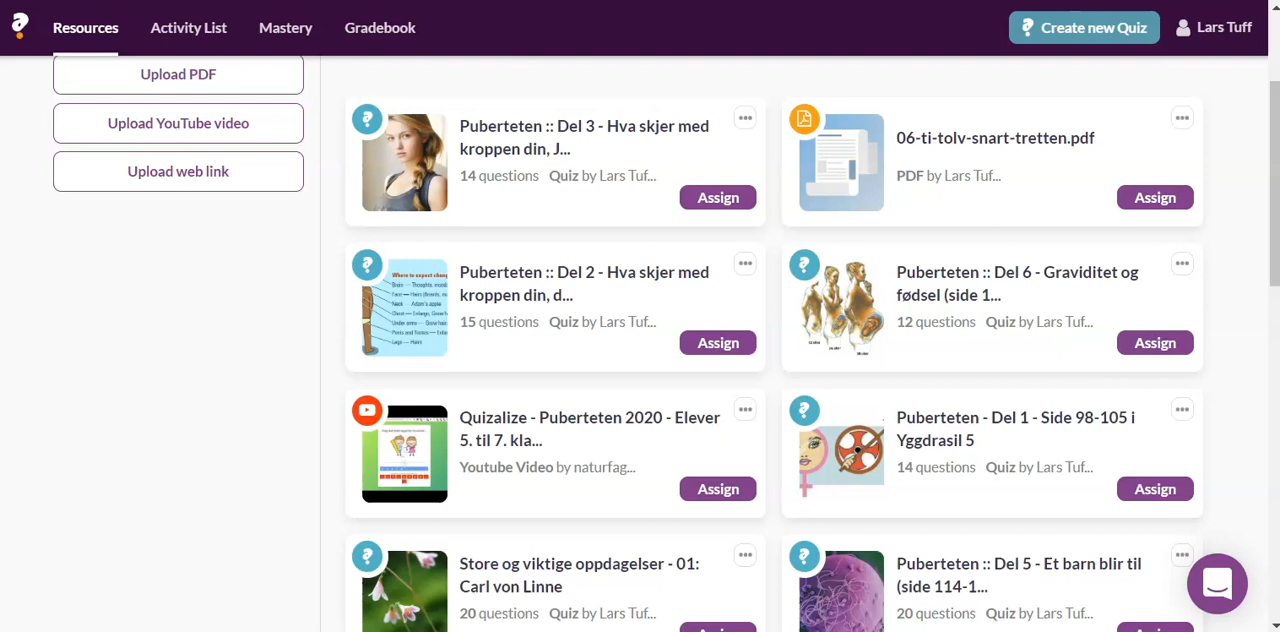 Resources
Activity List
Mastery
Gradebook
Create new Quiz
Lars Tuff
Upload PDF
Upload YouTube video
Upload web link
Puberteten :: Del 3 - Hva skjer med
kroppen din, J...
14 questions Quiz by Lars Tuf...
Assign
06-ti-tolv-snart-tretten.pdf
PDF by Lars Tuf...
Assign
Where to expect chang
Puberteten :: Del 2 - Hva skjer med
kroppen din, d...
15 questions Quiz by Lars Tuf...
Assign
Puberteten :: Del 6 - Graviditet og
fødsel (side 1...
12 questions Quiz by Lars Tuf...
Assign
Quizalize - Puberteten 2020 - Elever
5. til 7. kla...
Youtube Video by naturfag...
Assign
Puberteten - Del 1 - Side 98-105 i
Yggdrasil 5
14 questions Quiz by Lars Tuf...
Assign
Store og viktige oppdagelser - 01:
Carl von Linne
20 questions Quiz by Lars Tuf...
Puberteten :: Del 5 - Et barn blir til
(side 114-1...
20 questions Quiz by Lars Tuf...